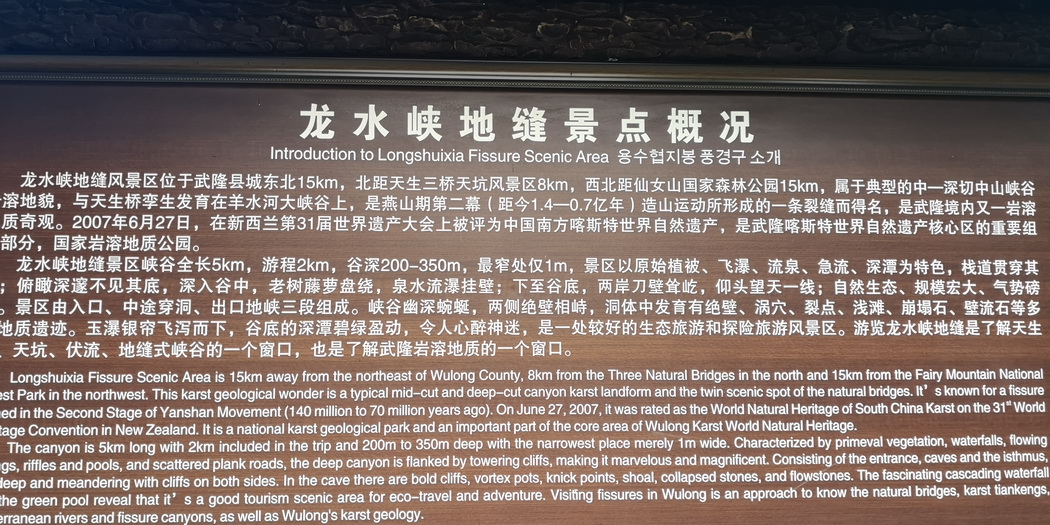 龙水峡地缝景点概况
Introduction to Longshuixia Fissure Scenic Area 용수협지봉 풍경구 소개
龙水峡地缝风景区位于武隆县城东北15km，北距天生三桥天坑风景区8km，西北距仙女山国家森林公园15km，属于典型的中—深切中山峡谷
溶地貌，与天生桥孪生发育在羊水河大峡谷上，是燕山期第二幕（距今1.4—0.7亿年）造山运动所形成的一条裂缝而得名，是武隆境内又一岩溶
质奇观。2007年6月27日，在新西兰第31届世界遗产大会上被评为中国南方喀斯特世界自然遗产，是武隆喀斯特世界自然遗产核心区的重要组
部分，国家岩溶地质公园。
龙水峡地缝景区峡谷全长5km，游程2km，谷深200-350m，最窄处仅1m，景区以原始植被、飞瀑、流泉、急流、深潭为特色，栈道贯穿其
；俯瞰深邃不见其底，深入谷中，老树藤萝盘绕，泉水流瀑挂壁；下至谷底，两岸刀壁耸屹，仰头望天一线；自然生态、规模宏大、气势磅
。景区由入口、中途穿洞、出口地峡三段组成。峡谷幽深蜿蜒，两侧绝壁相峙，洞体中发育有绝壁、涡穴、裂点、浅滩、崩塌石、壁流石等多
地质遗迹。玉瀑银帘飞泻而下，谷底的深潭碧绿盈动，令人心醉神迷，是一处较好的生态旅游和探险旅游风景区。游览龙水峡地缝是了解天生
、天坑、伏流、地缝式峡谷的一个窗口，也是了解武隆岩溶地质的一个窗口。
Longshuixia Fissure Scenic Area is 15km away from the northeast of Wulong County, 8km from the Three Natural Bridges in the north and 15km from the Fairy Mountain National
est Park in the northwest. This karst geological wonder is a typical mid-cut and deep-cut canyon karst landform and the twin scenic spot of the natural bridges. It’s known for a fissure
ed in the Second Stage of Yanshan Movement (140 million to 70 million years ago). On June 27, 2007, it was rated as the World Natural Heritage of South China Karst on the 31st World
tage Convention in New Zealand. It is a national karst geological park and an important part of the core area of Wulong Karst World Natural Heritage.
The canyon is 5km long with 2km included in the trip and 200m to 350m deep with the narrowest place merely 1m wide. Characterized by primeval vegetation, waterfalls, flowing
gs, riffles and pools, and scattered plank roads, the deep canyon is flanked by towering cliffs, making it marvelous and magnificent. Consisting of the entrance, caves and the isthmus,
deep and meandering with cliffs on both sides. In the cave there are bold cliffs, vortex pots, knick points, shoal, collapsed stones, and flowstones. The fascinating cascading waterfall
the green pool reveal that it’s a good tourism scenic area for eco-travel and adventure. Visiting fissures in Wulong is an approach to know the natural bridges, karst tiankengs,
erranean rivers and fissure canyons, as well as Wulong's karst geology.